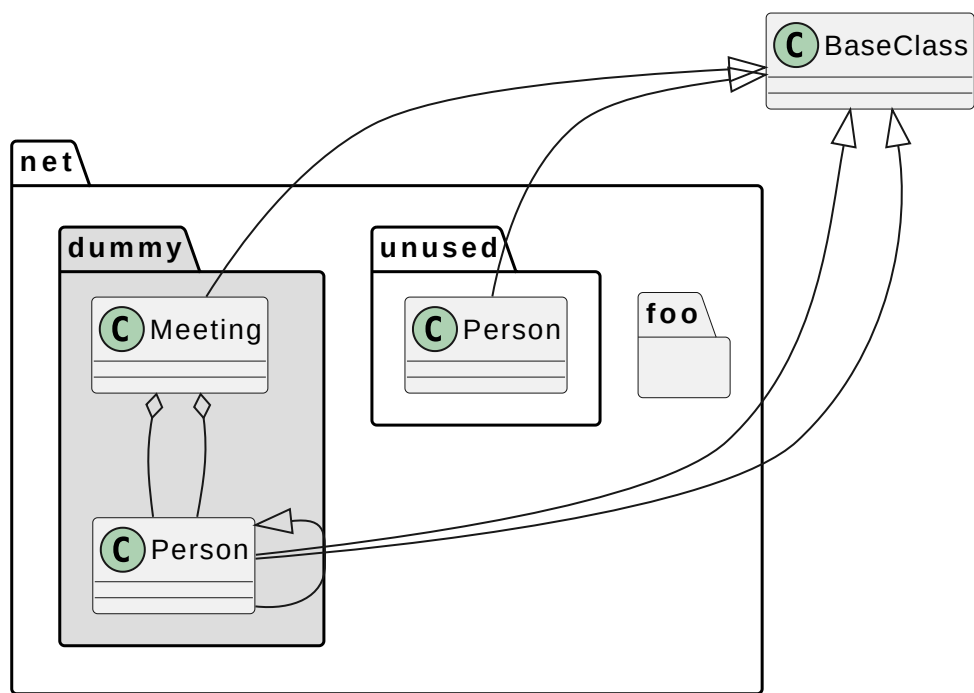 C BaseClass
net
dummy
unused
C Meeting
C Person
foo
C Person